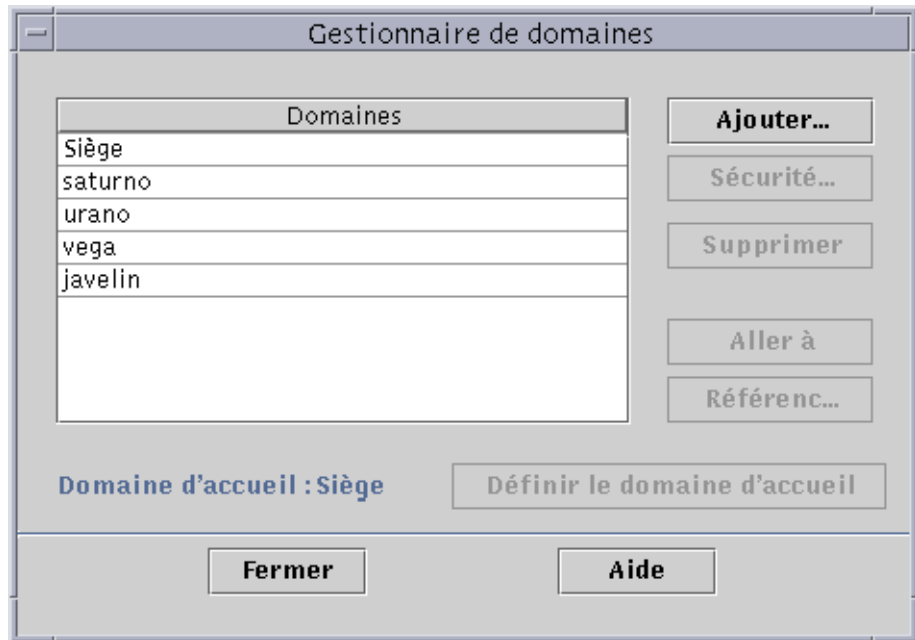 Gestionnaire de domaines
Domaines
Siège
saturno
urano
vega
javelin
Ajouter...
Sécurité...
Supprimer
Aller à
Référenc...
Domaine d'accueil : Siège
Définir le domaine d'accueil
Fermer
Aide